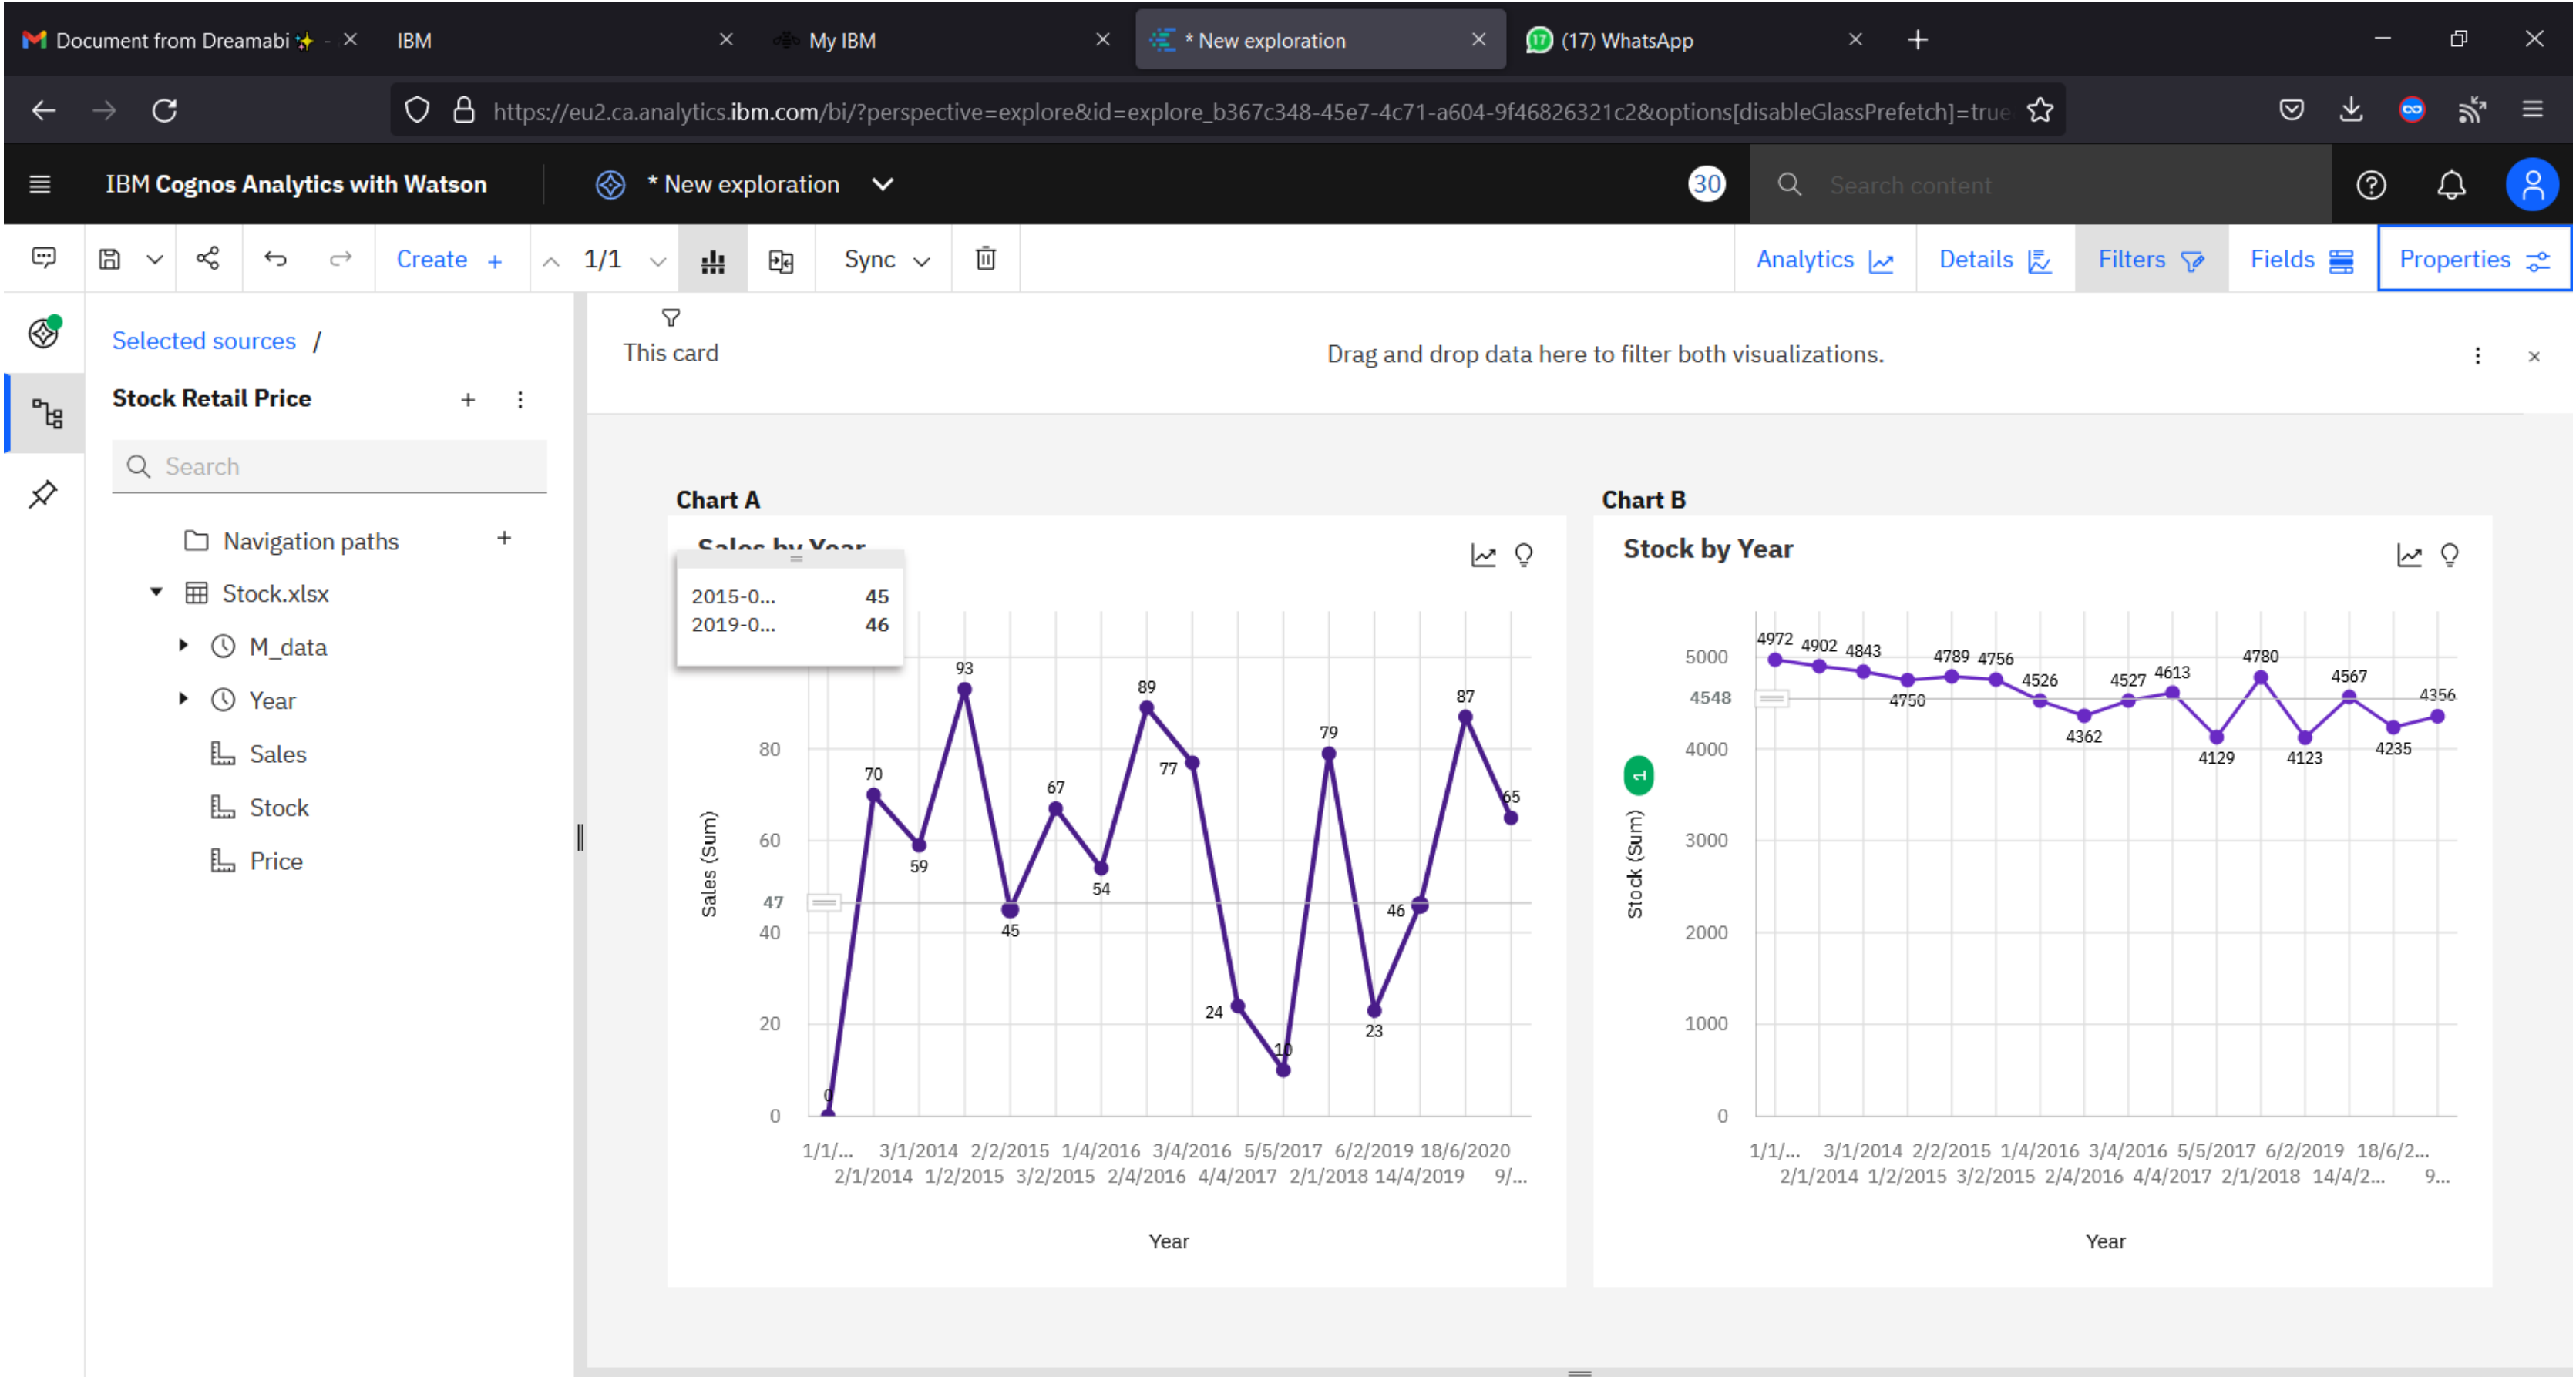 Document from Dreamabi ✨ -
IBM
My IBM
* New exploration
(17) WhatsApp
https://eu2.ca.analytics.ibm.com/bi/?perspective=explore&id=explore_b367c348-45e7-4c71-a604-9f46826321c2&options[disableGlassPrefetch]=true
IBM Cognos Analytics with Watson
* New exploration
30
Search content
Create +
1/1
Sync
Analytics
Details
Filters
Fields
Properties
Selected sources /
Stock Retail Price
Search
Navigation paths
Stock.xlsx
M_data
Year
Sales
Stock
Price
This card
Drag and drop data here to filter both visualizations.
Chart A
Sales by Year
2015-0... 45
2019-0... 46
80
60
47
40
20
0
Sales (Sum)
0
70
59
93
45
67
54
89
77
24
10
79
23
46
87
65
1/1/... 3/1/2014 2/2/2015 1/4/2016 3/4/2016 5/5/2017 6/2/2019 18/6/2020
2/1/2014 1/2/2015 3/2/2015 2/4/2016 4/4/2017 2/1/2018 14/4/2019 9/...
Year
Chart B
Stock by Year
5000
4548
4000
3000
2000
1000
0
1
Stock (Sum)
4972
4902
4843
4750
4789
4756
4526
4362
4527
4613
4129
4780
4123
4567
4235
4356
1/1/... 3/1/2014 2/2/2015 1/4/2016 3/4/2016 5/5/2017 6/2/2019 18/6/2...
2/1/2014 1/2/2015 3/2/2015 2/4/2016 4/4/2017 2/1/2018 14/4/2... 9...
Year